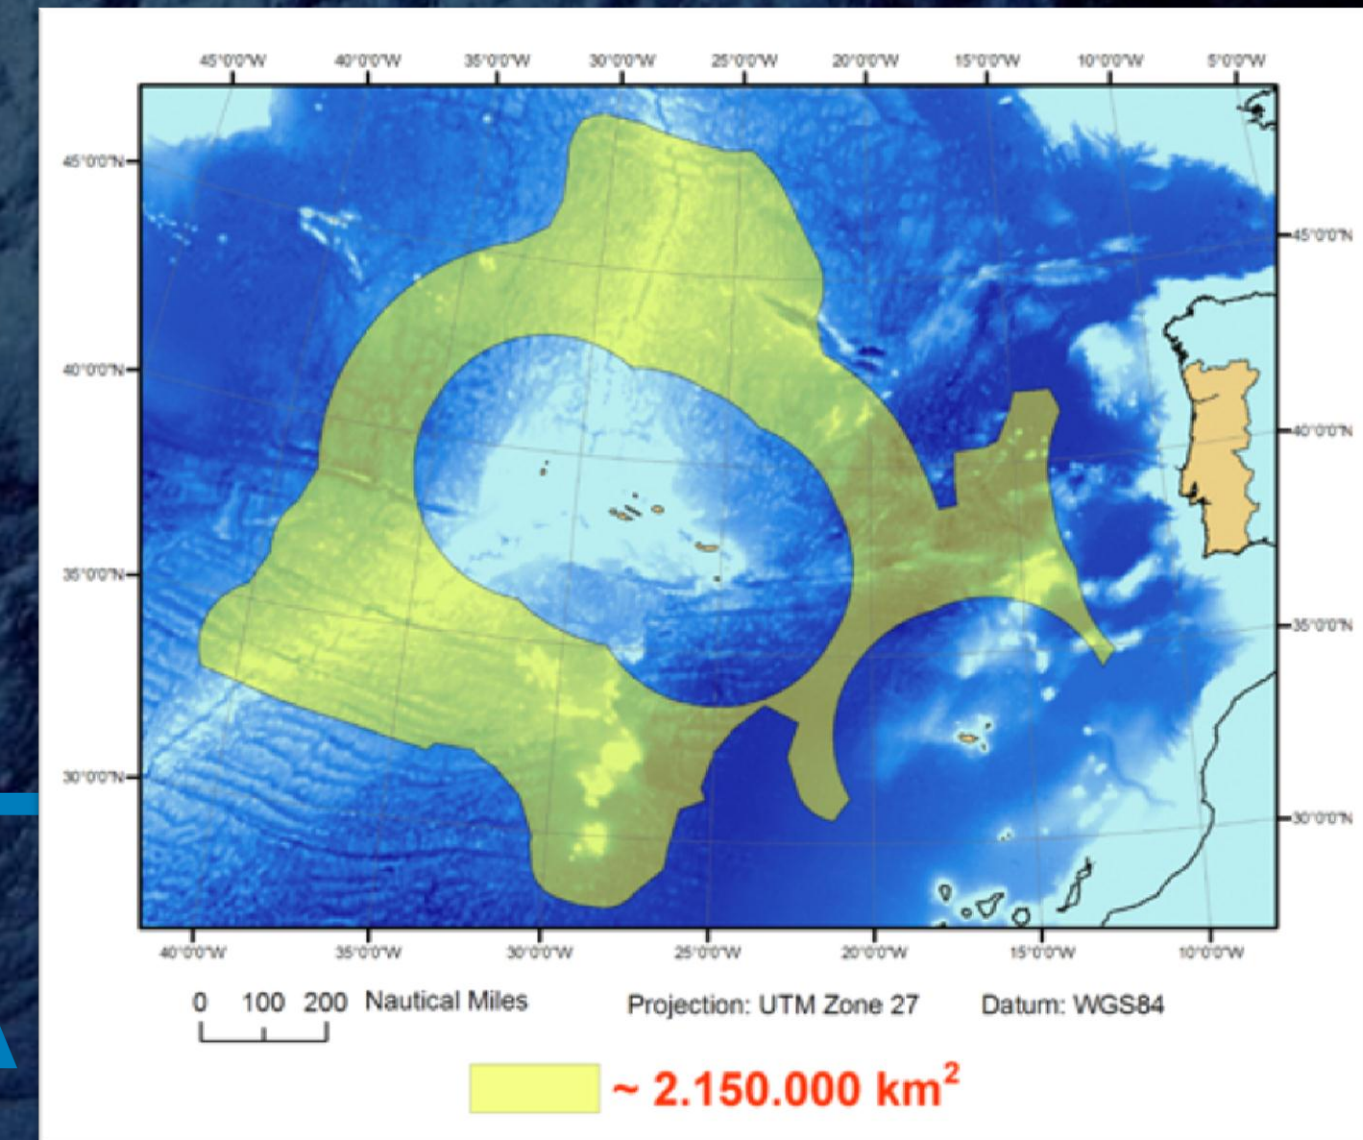 45°0'0"W 40°0'0"W 35°0'0"W 30°0'0"W 25°0'0"W 20°0'0"W 15°0'0"W 10°0'0"W 5°0'0"W
45°0'0"N
45°0'0"N
40°0'0"N
40°0'0"N
35°0'0"N
35°0'0"N
30°0'0"N
30°0'0"N
40°0'0"W 35°0'0"W 30°0'0"W 25°0'0"W 20°0'0"W 15°0'0"W 10°0'0"W
0 100 200 Nautical Miles Projection: UTM Zone 27 Datum: WGS84
~ 2.150.000 km²